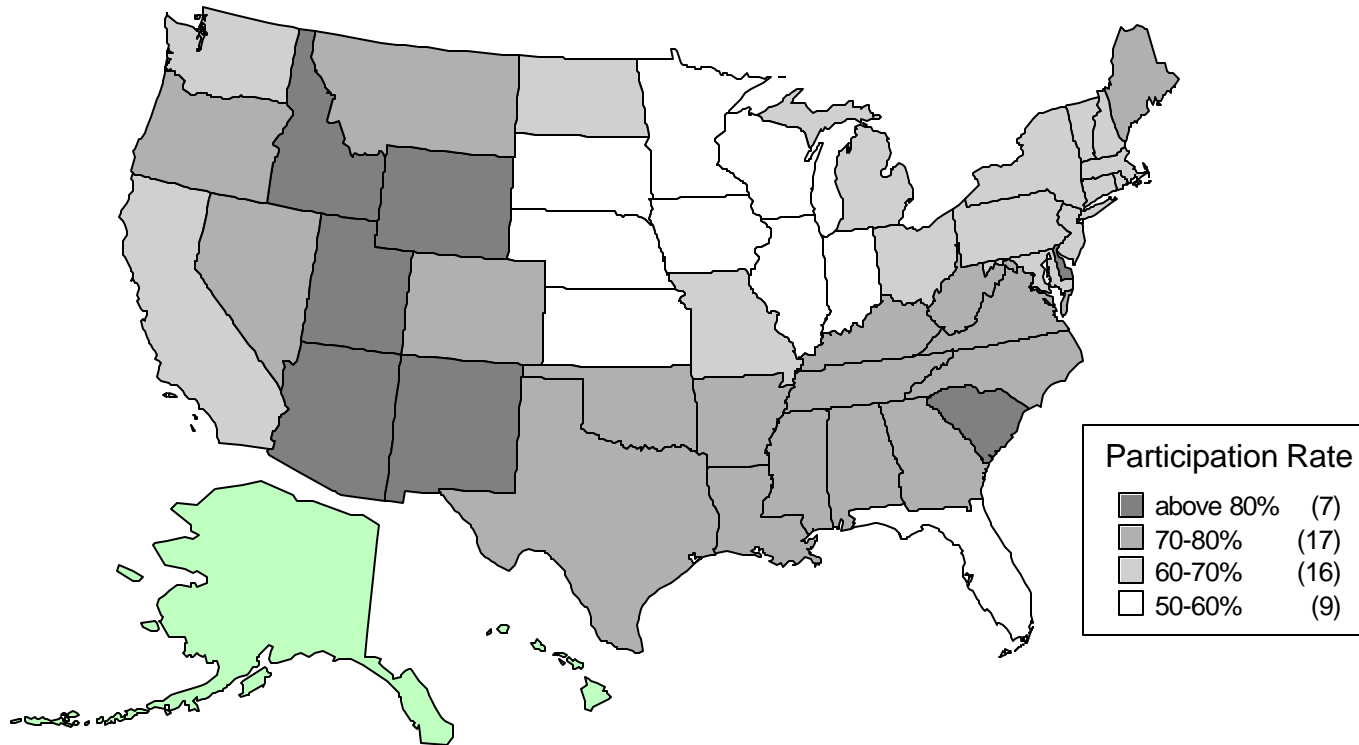 Participation Rate
above 80% (7)
70-80% (17)
60-70% (16)
50-60% (9)